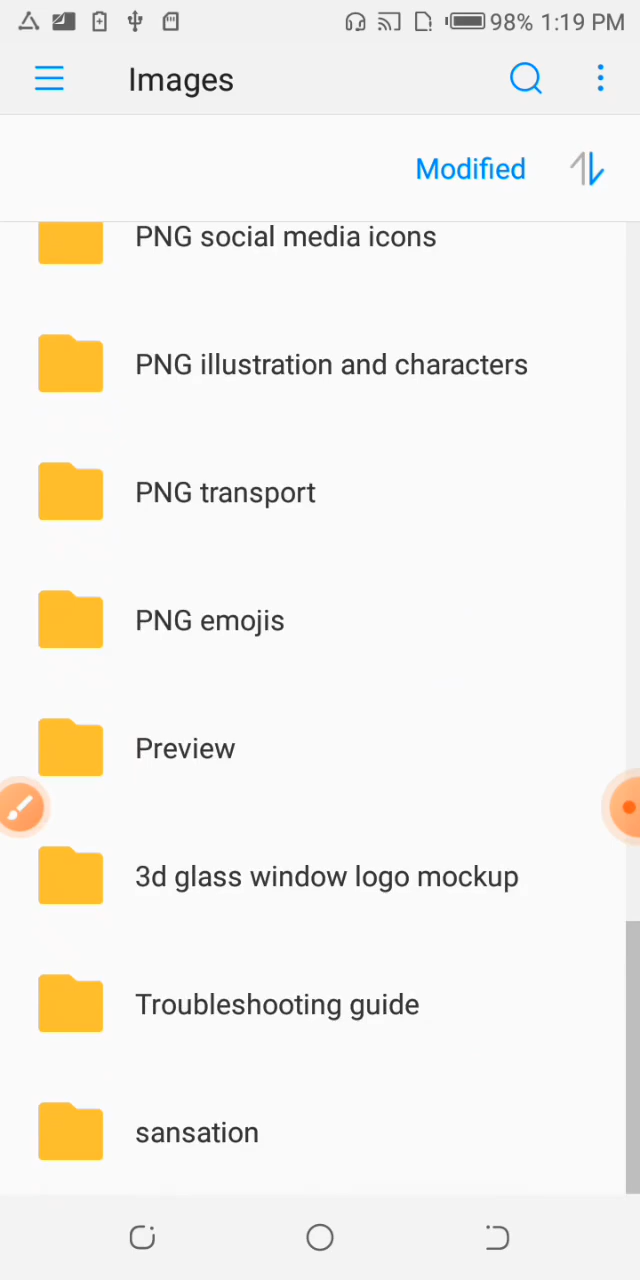 98% 1:19 PM
Images
Modified
PNG social media icons
PNG illustration and characters
PNG transport
PNG emojis
Preview
3d glass window logo mockup
Troubleshooting guide
sansation